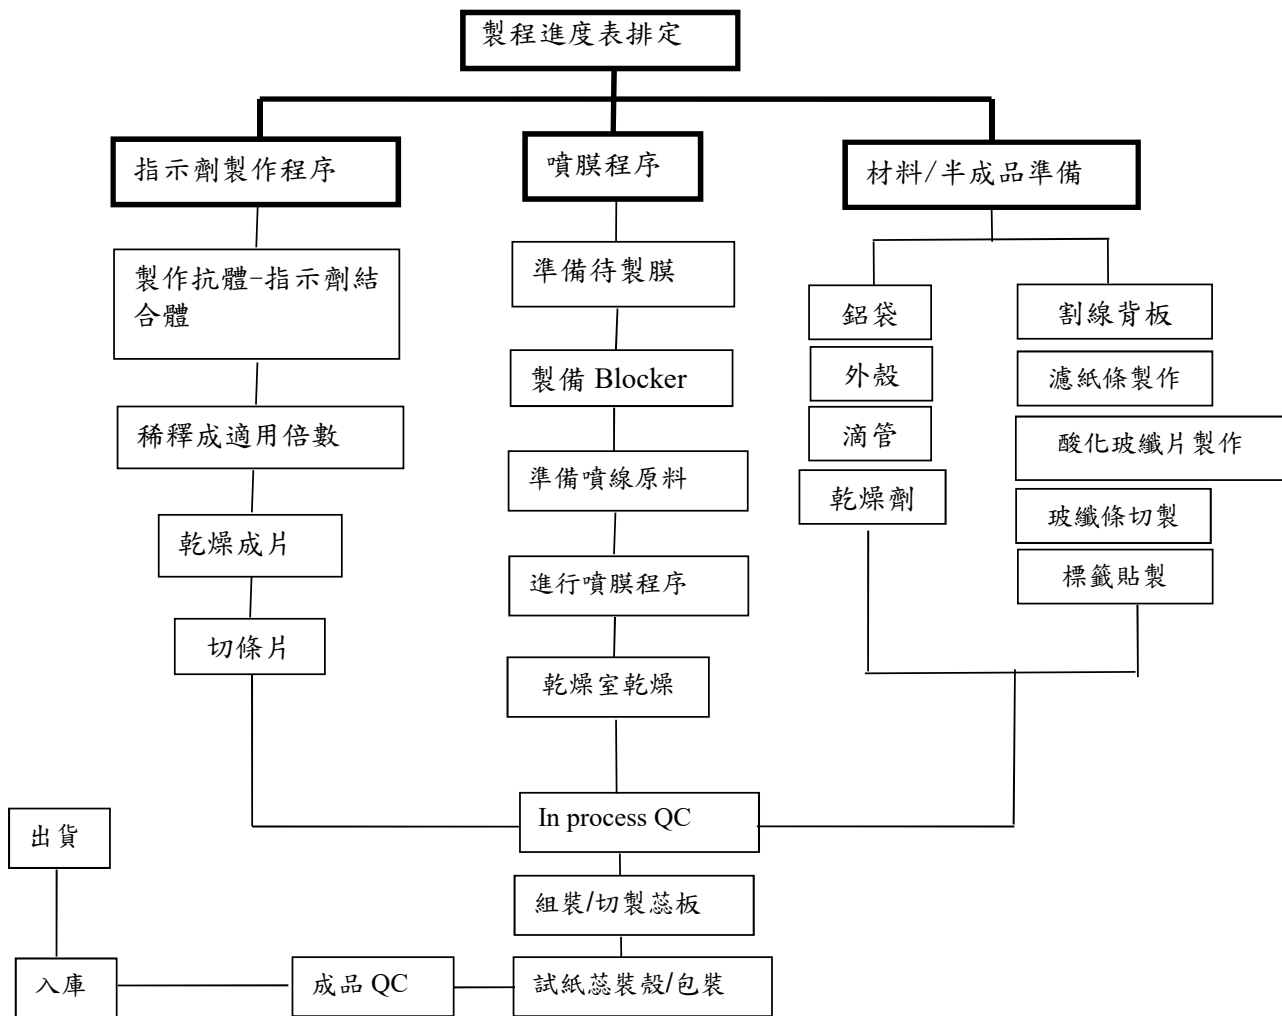 製程進度表排定
指示劑製作程序
噴膜程序
材料/半成品準備
製作抗體-指示劑結
合體
稀釋成適用倍數
乾燥成片
切條片
準備待製膜
製備 Blocker
準備噴線原料
進行噴膜程序
乾燥室乾燥
鋁袋
外殼
滴管
乾燥劑
割線背板
濾紙條製作
酸化玻纖片製作
玻纖條切製
標籤貼製
In process QC
組裝/切製蕊板
試紙蕊裝殼/包裝
成品 QC
入庫
出貨